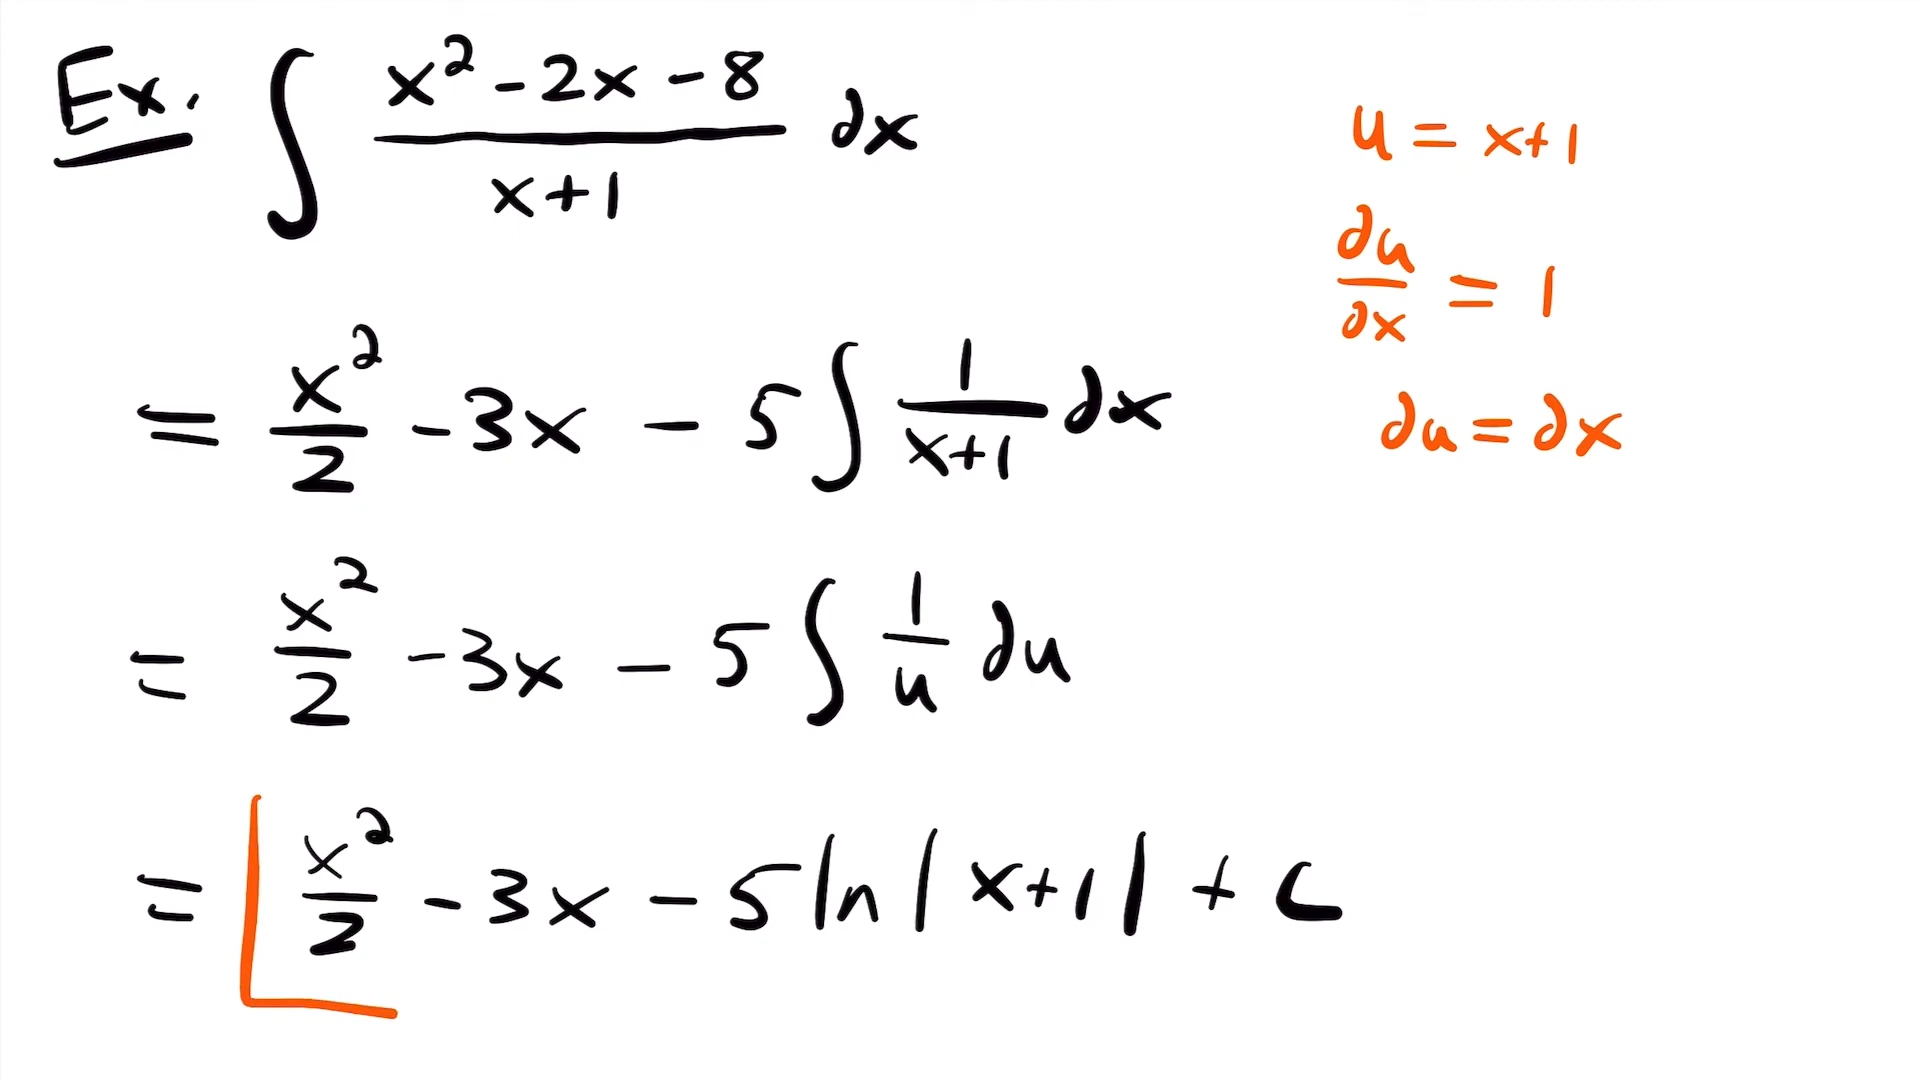 Ex. ∫ (x² - 2x - 8)/(x+1) dx
= x²/2 - 3x - 5 ∫ 1/(x+1) dx
= x²/2 - 3x - 5 ∫ 1/u du
= x²/2 - 3x - 5 ln|x+1| + C
u = x+1
du/dx = 1
du = dx